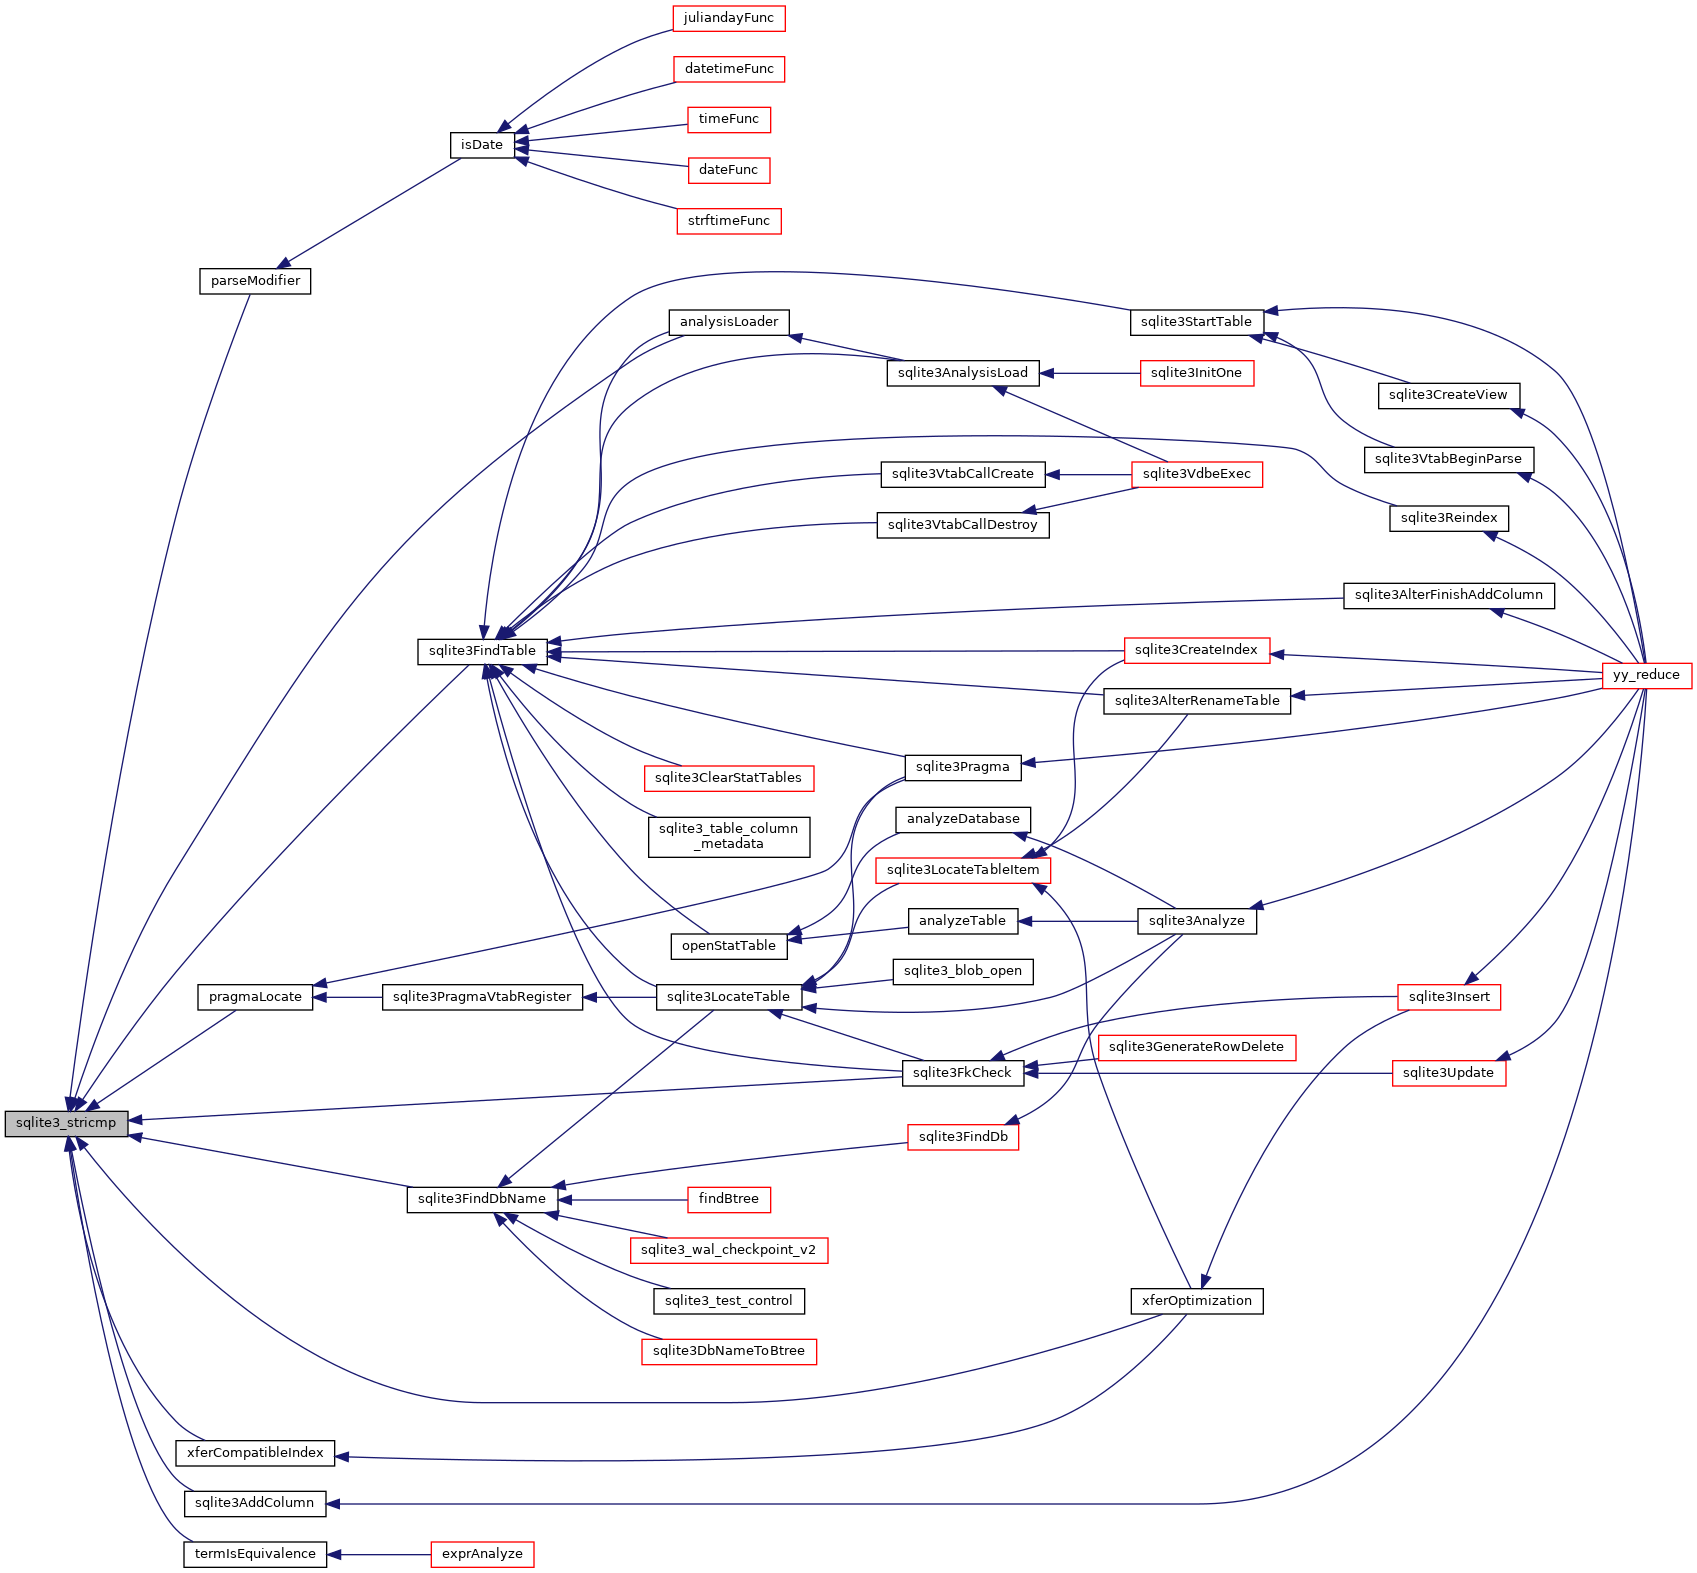 juliandayFunc
datetimeFunc
timeFunc
isDate
dateFunc
strftimeFunc
parseModifier
analysisLoader
sqlite3StartTable
sqlite3AnalysisLoad
sqlite3InitOne
sqlite3CreateView
sqlite3VtabBeginParse
sqlite3VtabCallCreate
sqlite3VdbeExec
sqlite3Reindex
sqlite3VtabCallDestroy
sqlite3AlterFinishAddColumn
sqlite3FindTable
sqlite3CreateIndex
yy_reduce
sqlite3AlterRenameTable
sqlite3Pragma
sqlite3ClearStatTables
analyzeDatabase
sqlite3_table_column
_metadata
sqlite3LocateTableItem
analyzeTable
sqlite3Analyze
openStatTable
sqlite3_blob_open
pragmaLocate
sqlite3PragmaVtabRegister
sqlite3LocateTable
sqlite3Insert
sqlite3GenerateRowDelete
sqlite3FkCheck
sqlite3Update
sqlite3_stricmp
sqlite3FindDb
sqlite3FindDbName
findBtree
sqlite3_wal_checkpoint_v2
sqlite3_test_control
xferOptimization
sqlite3DbNameToBtree
xferCompatibleIndex
sqlite3AddColumn
termIsEquivalence
exprAnalyze